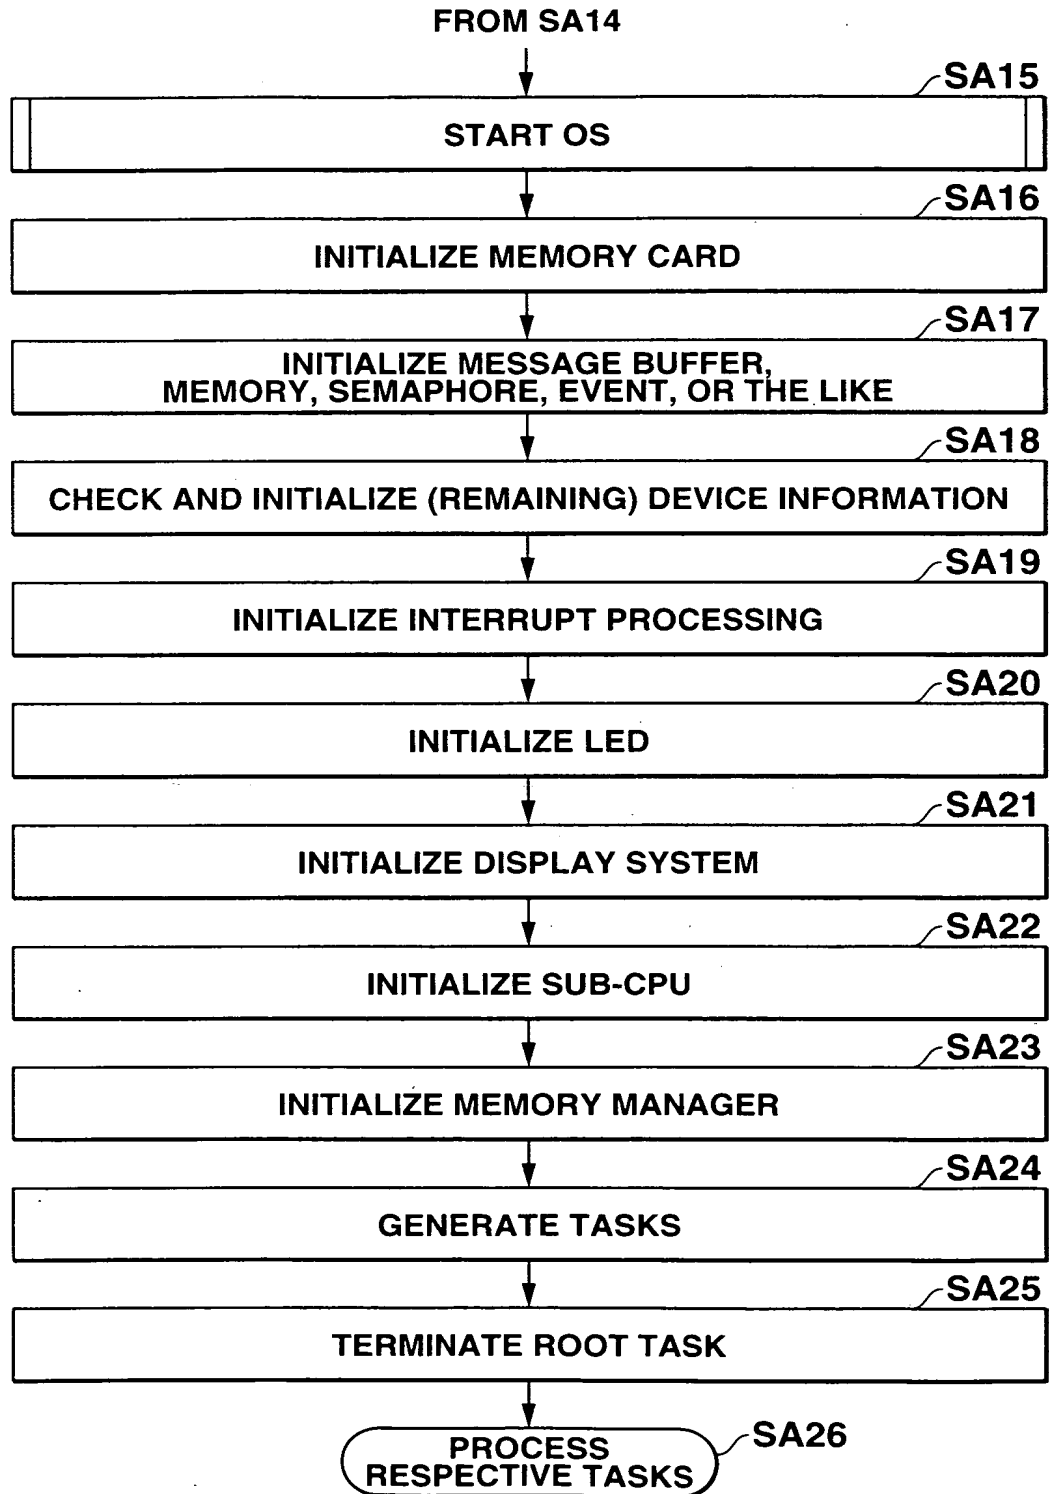 FROM SA14
SA15
START OS
SA16
INITIALIZE MEMORY CARD
SA17
INITIALIZE MESSAGE BUFFER,
MEMORY, SEMAPHORE, EVENT, OR THE LIKE
SA18
CHECK AND INITIALIZE (REMAINING) DEVICE INFORMATION
SA19
INITIALIZE INTERRUPT PROCESSING
SA20
INITIALIZE LED
SA21
INITIALIZE DISPLAY SYSTEM
SA22
INITIALIZE SUB-CPU
SA23
INITIALIZE MEMORY MANAGER
SA24
GENERATE TASKS
SA25
TERMINATE ROOT TASK
SA26
PROCESS
RESPECTIVE TASKS